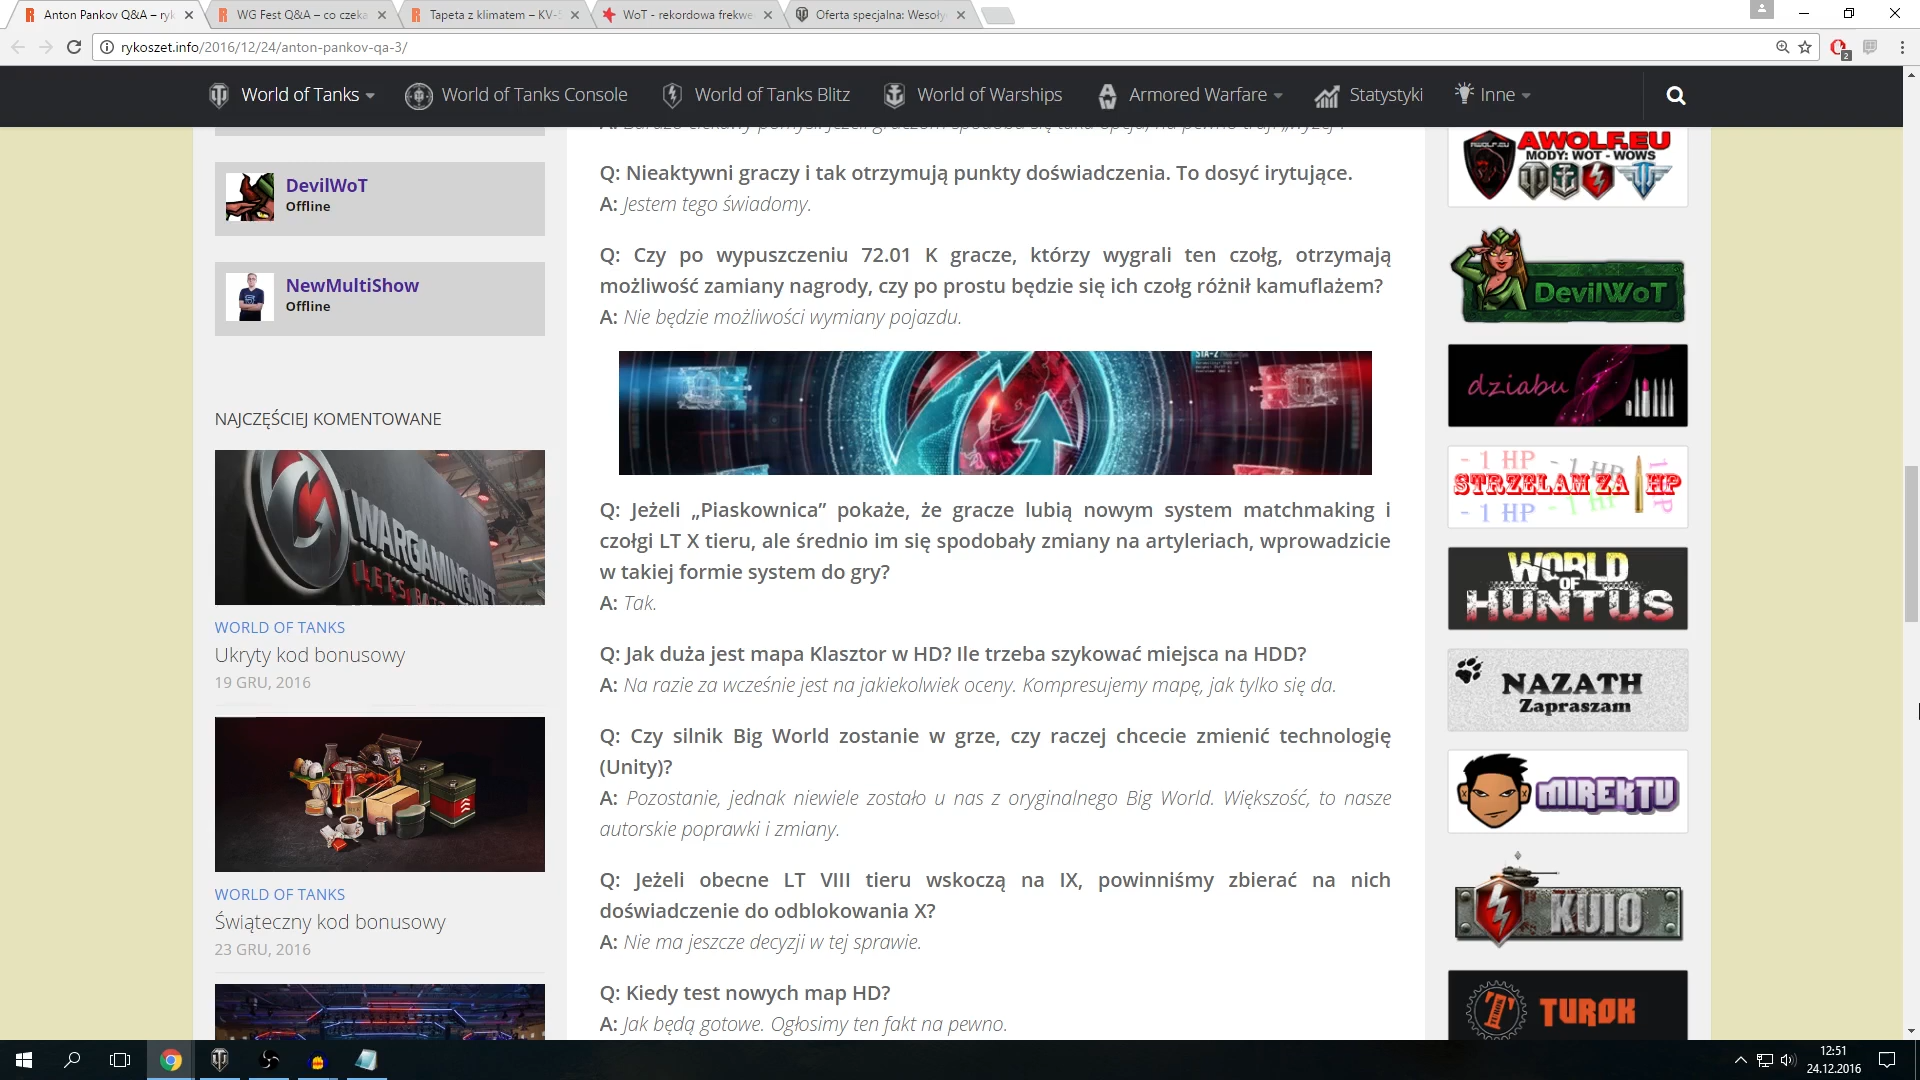 Anton Pankov Q&A – ryk
WG Fest Q&A – co czeka
Tapeta z klimatem – KV-5
WoT - rekordowa frekwe
Oferta specjalna: Wesoły
rykoszet.info/2016/12/24/anton-pankov-qa-3/
2
World of Tanks
World of Tanks Console
World of Tanks Blitz
World of Warships
Armored Warfare
Statystyki
Inne
DevilWoT
Offline
NewMultiShow
Offline
NAJCZĘŚCIEJ KOMENTOWANE
WARGAMING.NET
LET'S BATTLE
WORLD OF TANKS
Ukryty kod bonusowy
19 GRU, 2016
WORLD OF TANKS
Świąteczny kod bonusowy
23 GRU, 2016
Q: Nieaktywni graczy i tak otrzymują punkty doświadczenia. To dosyć irytujące.
A: Jestem tego świadomy.
Q: Czy po wypuszczeniu 72.01 K gracze, którzy wygrali ten czołg, otrzymają
możliwość zamiany nagrody, czy po prostu będzie się ich czołg różnił kamuflażem?
A: Nie będzie możliwości wymiany pojazdu.
Q: Jeżeli „Piaskownica” pokaże, że gracze lubią nowym system matchmaking i
czołgi LT X tieru, ale średnio im się spodobały zmiany na artyleriach, wprowadzicie
w takiej formie system do gry?
A: Tak.
Q: Jak duża jest mapa Klasztor w HD? Ile trzeba szykować miejsca na HDD?
A: Na razie za wcześnie jest na jakiekolwiek oceny. Kompresujemy mapę, jak tylko się da.
Q: Czy silnik Big World zostanie w grze, czy raczej chcecie zmienić technologię
(Unity)?
A: Pozostanie, jednak niewiele zostało u nas z oryginalnego Big World. Większość, to nasze
autorskie poprawki i zmiany.
Q: Jeżeli obecne LT VIII tieru wskoczą na IX, powinniśmy zbierać na nich
doświadczenie do odblokowania X?
A: Nie ma jeszcze decyzji w tej sprawie.
Q: Kiedy test nowych map HD?
A: Jak będą gotowe. Ogłosimy ten fakt na pewno.
AWOLF.EU
MODY: WOT - WOWS
DevilWoT
dziabu
- 1 HP - 1 HP
STRZELAM ZA 1 HP
- 1 HP - 1 HP
WORLD
OF
HUNTUS
NAZATH
Zapraszam
MIREKTV
KUIO
TUROK
12:51
24.12.2016